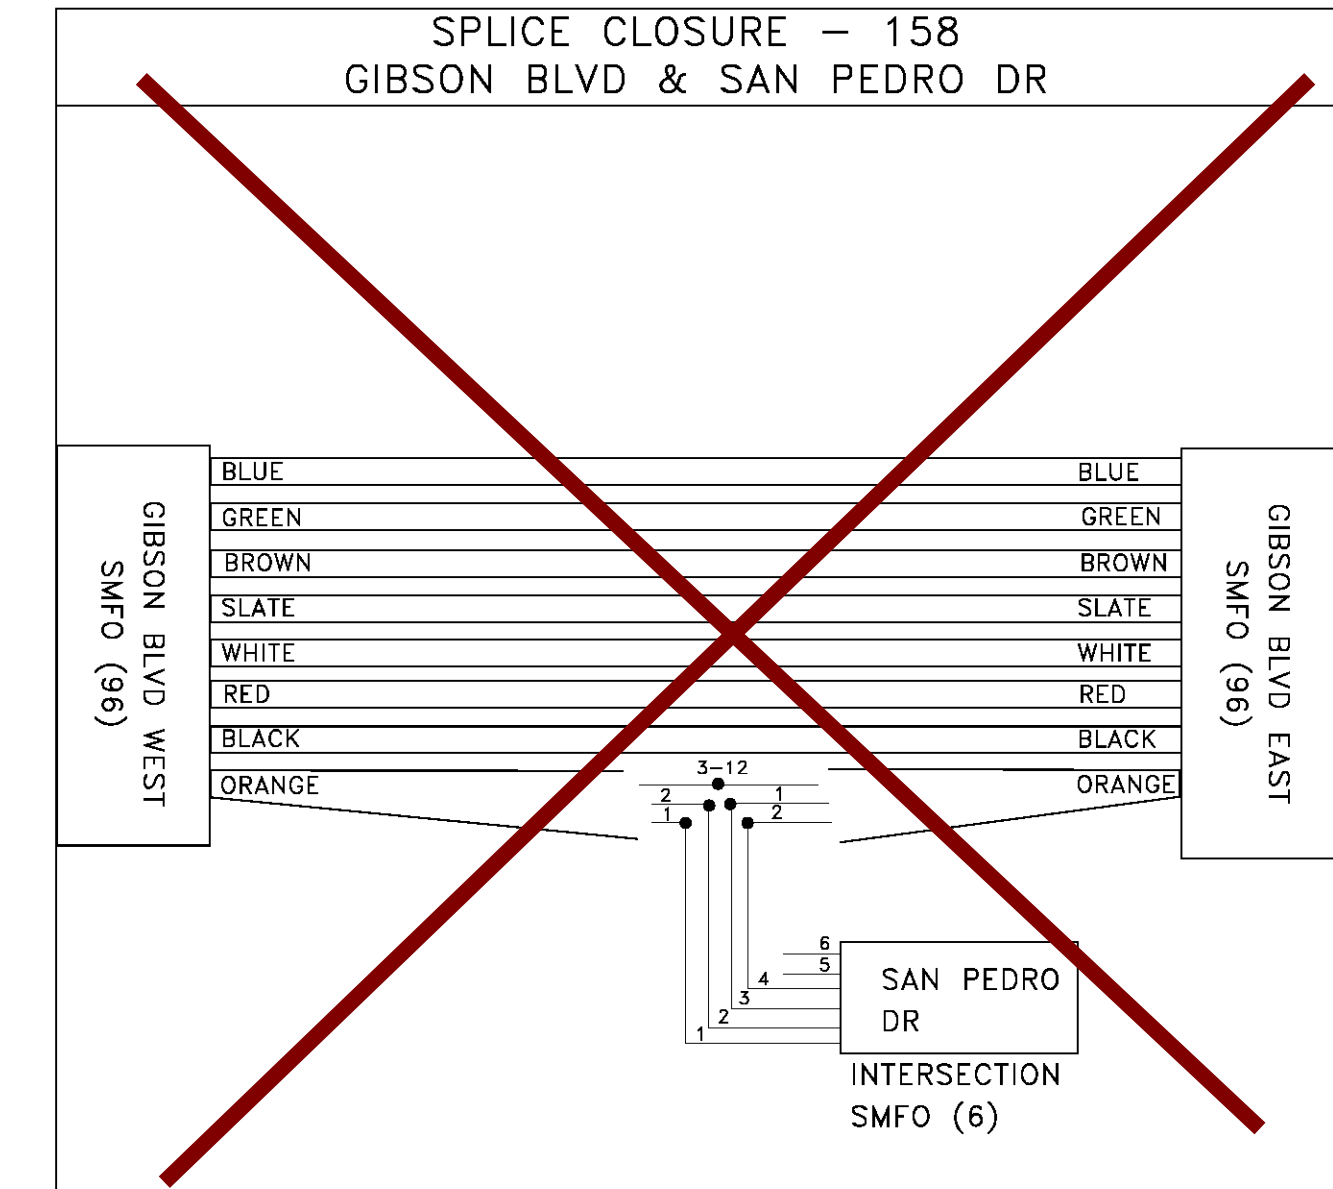 SPLICE CLOSURE – 158
GIBSON BLVD & SAN PEDRO DR
GIBSON BLVD WEST
SMFO (96)
BLUE
GREEN
BROWN
SLATE
WHITE
RED
BLACK
ORANGE
BLUE
GREEN
BROWN
SLATE
WHITE
RED
BLACK
ORANGE
GIBSON BLVD EAST
SMFO (96)
3-12
2
1
1
2
6
5
4
3
2
1
SAN PEDRO
DR
INTERSECTION
SMFO (6)